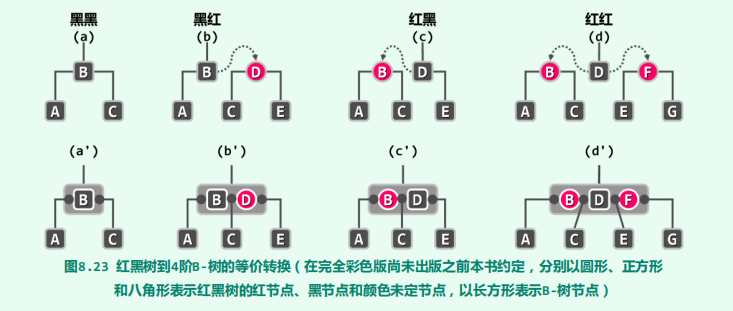 黑黑 黑红 红黑 红红
(a) (b) (c) (d)
B B D B D B D F
A C A C E A C E A C E G
(a') (b') (c') (d')
B B D B D B D F
A C A C E A C E A C E G
图8.23 红黑树到4阶B-树的等价转换(在完全彩色版尚未出版之前本书约定，分别以圆形、正方形
和八角形表示红黑树的红节点、黑节点和颜色未定节点，以长方形表示B-树节点)